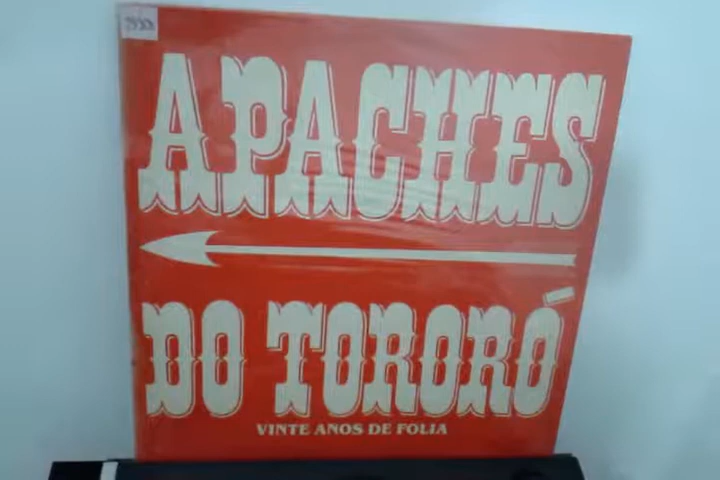 APACHES
DO TORORÓ
VINTE ANOS DE FOLIA